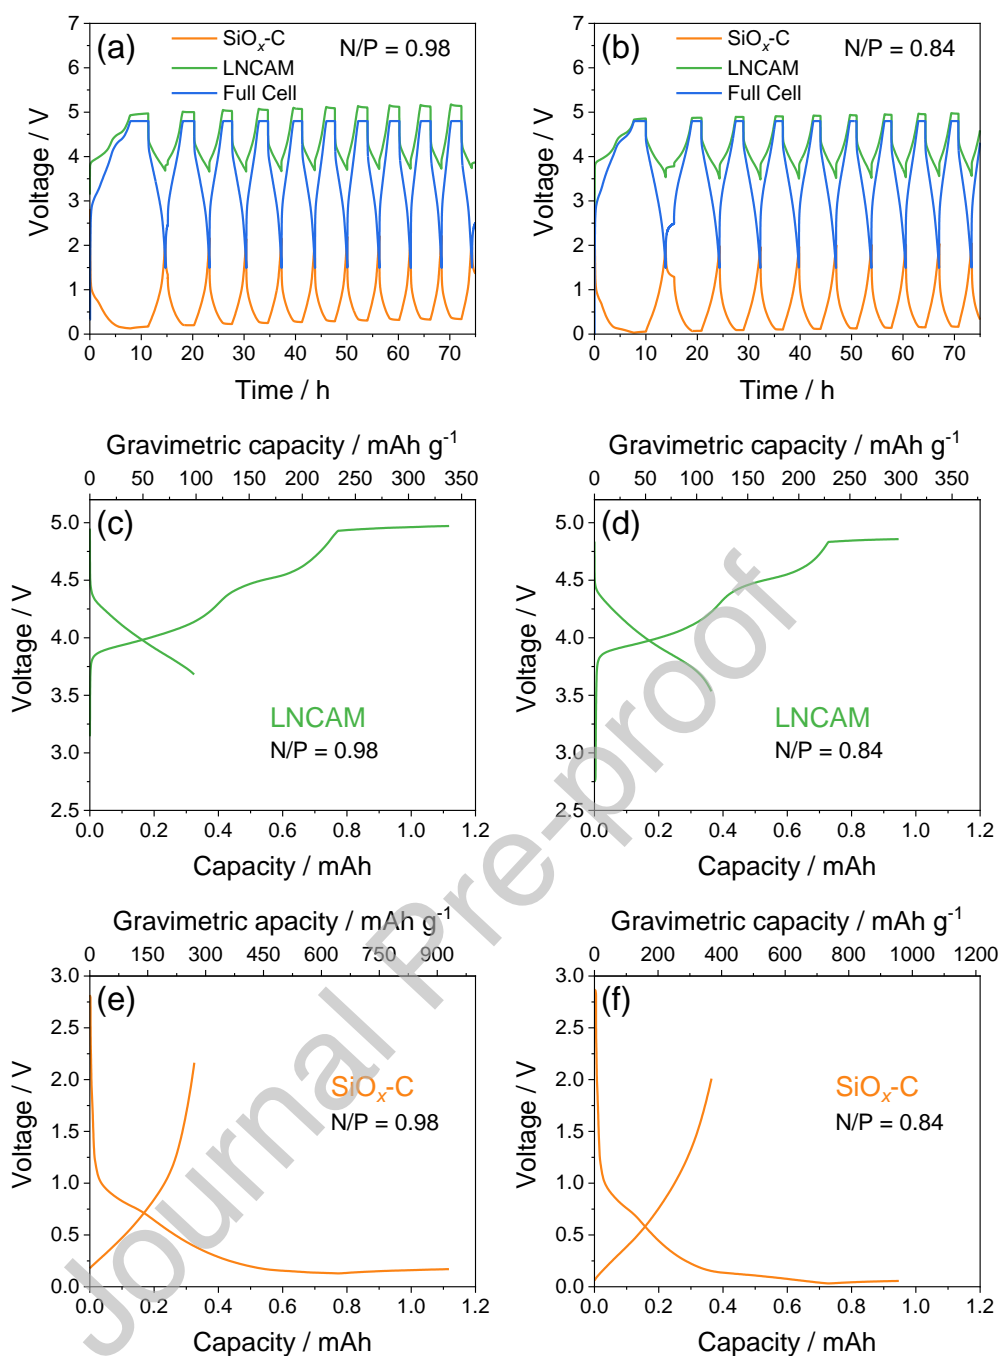 (a)
SiOx-C
LNCAM
Full Cell
N/P = 0.98
Voltage / V
7
6
5
4
3
2
1
0
0 10 20 30 40 50 60 70
Time / h
(b)
SiOx-C
LNCAM
Full Cell
N/P = 0.84
Voltage / V
7
6
5
4
3
2
1
0
0 10 20 30 40 50 60 70
Time / h
Gravimetric capacity / mAh g-1
0 50 100 150 200 250 300 350
(c)
Voltage / V
5.0
4.5
4.0
3.5
3.0
2.5
LNCAM
N/P = 0.98
0.0 0.2 0.4 0.6 0.8 1.0 1.2
Capacity / mAh
Gravimetric capacity / mAh g-1
0 50 100 150 200 250 300 350
(d)
Voltage / V
5.0
4.5
4.0
3.5
3.0
2.5
LNCAM
N/P = 0.84
0.0 0.2 0.4 0.6 0.8 1.0 1.2
Capacity / mAh
Gravimetric apacity / mAh g-1
0 150 300 450 600 750 900
(e)
Voltage / V
3.0
2.5
2.0
1.5
1.0
0.5
0.0
SiOx-C
N/P = 0.98
0.0 0.2 0.4 0.6 0.8 1.0 1.2
Capacity / mAh
Gravimetric capacity / mAh g-1
0 200 400 600 800 1000 1200
(f)
Voltage / V
3.0
2.5
2.0
1.5
1.0
0.5
0.0
SiOx-C
N/P = 0.84
0.0 0.2 0.4 0.6 0.8 1.0 1.2
Capacity / mAh
Journal Pre-proof